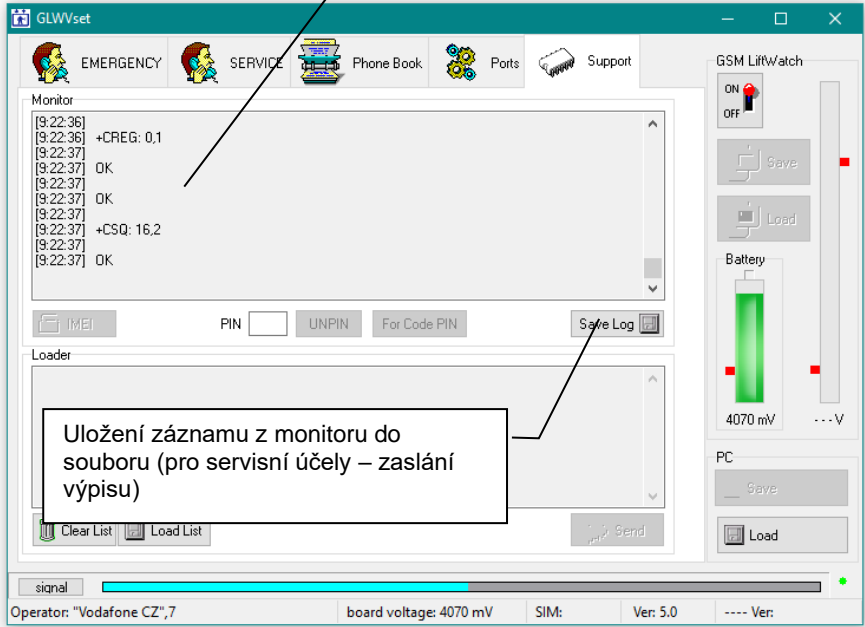 GLWVset
EMERGENCY
SERVICE
Phone Book
Ports
Support
GSM LiftWatch
ON
OFF
Save
Load
Battery
4070 mV
---V
Monitor
[9:22:36]
[9:22:36] +CREG: 0,1
[9:22:37]
[9:22:37] OK
[9:22:37]
[9:22:37] OK
[9:22:37]
[9:22:37] +CSQ: 16,2
[9:22:37]
[9:22:37] OK
IMEI
PIN
UNPIN
For Code PIN
Save Log
Loader
Uložení záznamu z monitoru do
souboru (pro servisní účely – zaslání
výpisu)
Clear List
Load List
Send
PC
Save
Load
signal
Operator: "Vodafone CZ",7
board voltage: 4070 mV
SIM:
Ver: 5.0
---- Ver: